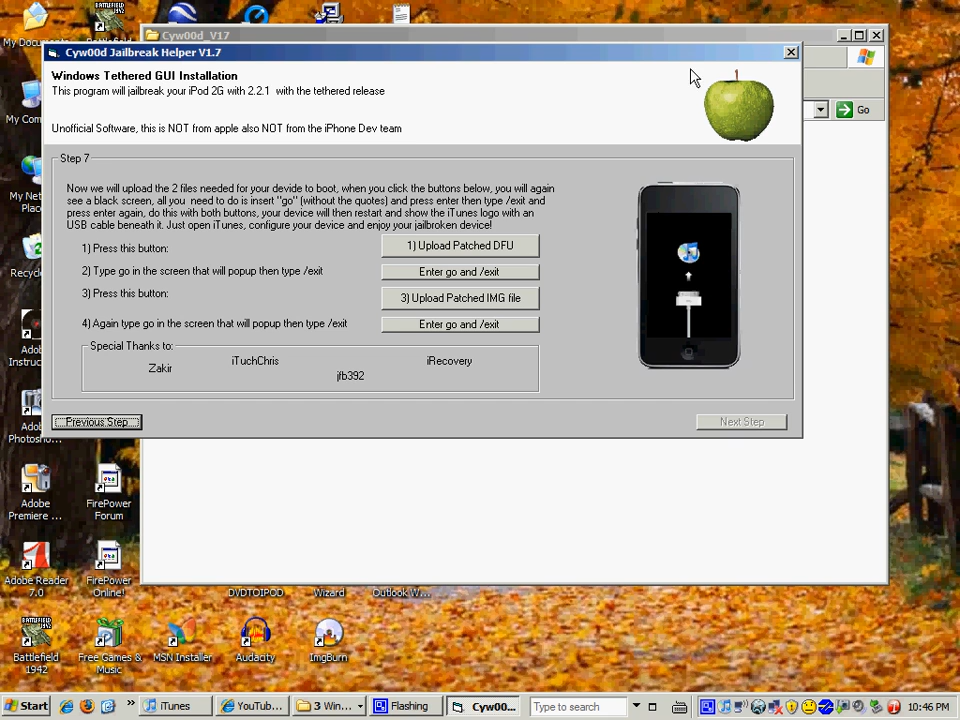 My Docum
Battlefield
Cyw00d_V17
Cyw00d Jailbreak Helper V1.7
Windows Tethered GUI Installation
This program will jailbreak your iPod 2G with 2.2.1 with the tethered release
Go
My Com
Unofficial Software, this is NOT from apple also NOT from the iPhone Dev team
Step 7
Now we will upload the 2 files needed for your devide to boot, when you click the buttons below, you will again
see a black screen, all you need to do is insert "go" (without the quotes) and press enter then type /exit and
press enter again, do this with both buttons, your device will then restart and show the iTunes logo with an
USB cable beneath it. Just open iTunes, configure your device and enjoy your jailbroken device!
My Net
Place
1) Press this button:
1) Upload Patched DFU
2) Type go in the screen that will popup then type /exit
Enter go and /exit
Recyc
3) Press this button:
3) Upload Patched IMG file
4) Again type go in the screen that will popup then type /exit
Enter go and /exit
Special Thanks to:
Zakir
iTuchChris
jfb392
iRecovery
Adob
Instruc
Previous Step
Next Step
Adob
Photosho
Adobe
Premiere ...
FirePower
Forum
Adobe Reader
7.0
FirePower
Online!
DVDTOIPOD
Wizard
Outlook W...
Battlefield
1942
Free Games &
Music
MSN Installer
Audacity
ImgBurn
Start
iTunes
YouTub...
3 Win...
Flashing
Cyw00...
Type to search
10:46 PM